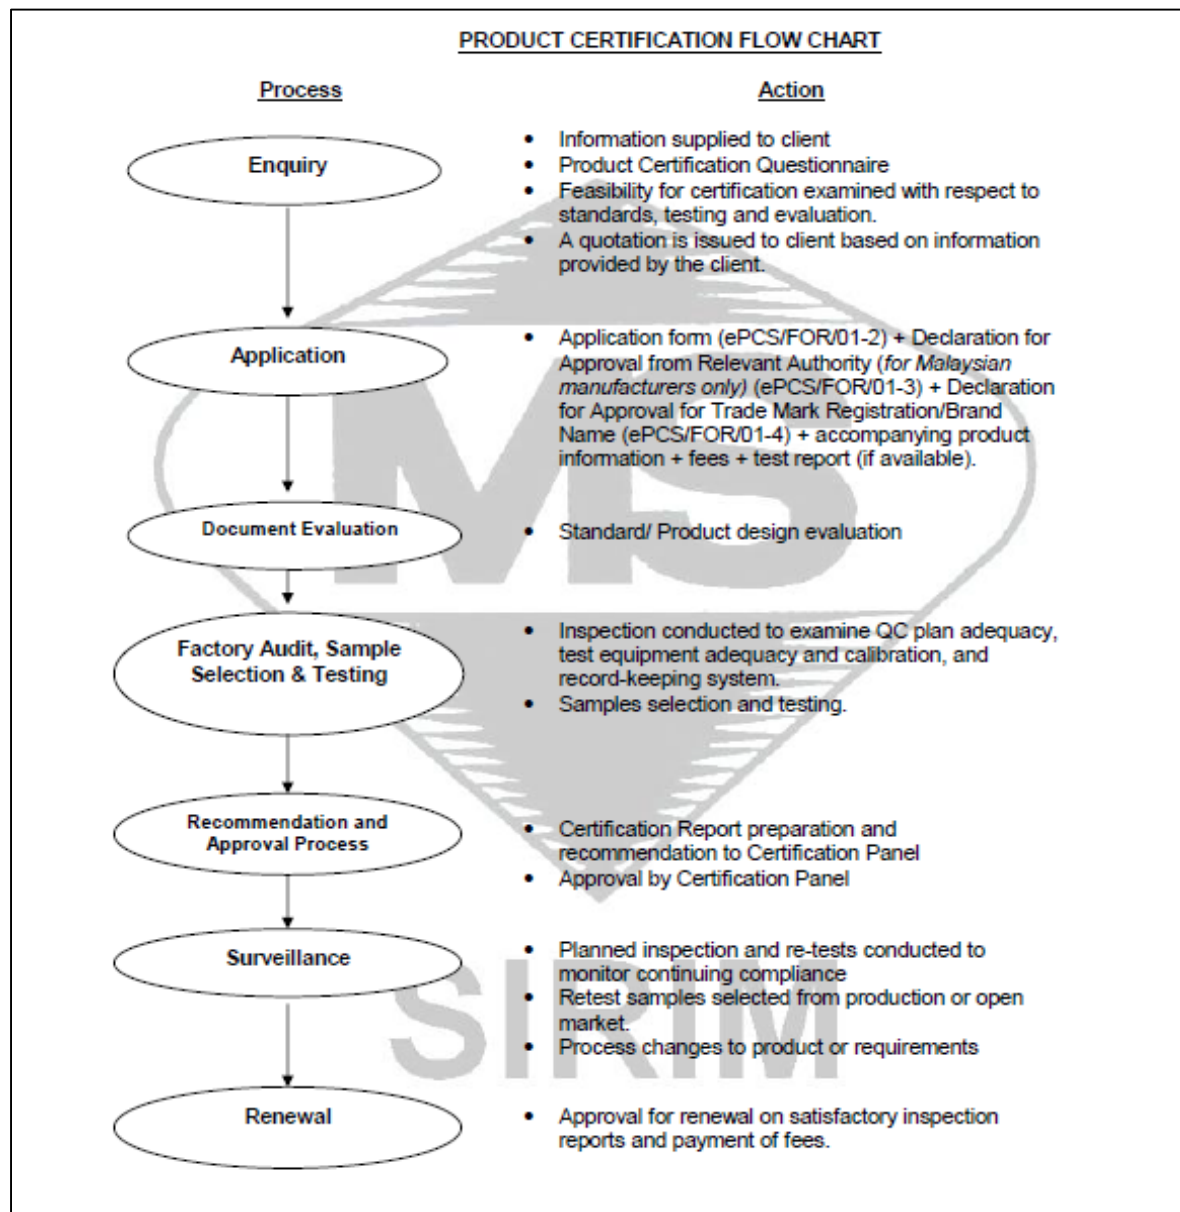 PRODUCT CERTIFICATION FLOW CHART
Process
Action
Enquiry
• Information supplied to client
• Product Certification Questionnaire
• Feasibility for certification examined with respect to
standards, testing and evaluation.
• A quotation is issued to client based on information
provided by the client.
Application
• Application form (ePCS/FOR/01-2) + Declaration for
Approval from Relevant Authority (for Malaysian
manufacturers only) (ePCS/FOR/01-3) + Declaration
for Approval for Trade Mark Registration/Brand
Name (ePCS/FOR/01-4) + accompanying product
information + fees + test report (if available).
Document Evaluation
• Standard/ Product design evaluation
Factory Audit, Sample
Selection & Testing
• Inspection conducted to examine QC plan adequacy,
test equipment adequacy and calibration, and
record-keeping system.
• Samples selection and testing.
Recommendation and
Approval Process
• Certification Report preparation and
recommendation to Certification Panel
• Approval by Certification Panel
Surveillance
• Planned inspection and re-tests conducted to
monitor continuing compliance
• Retest samples selected from production or open
market.
• Process changes to product or requirements
Renewal
• Approval for renewal on satisfactory inspection
reports and payment of fees.
MS
SIRIM